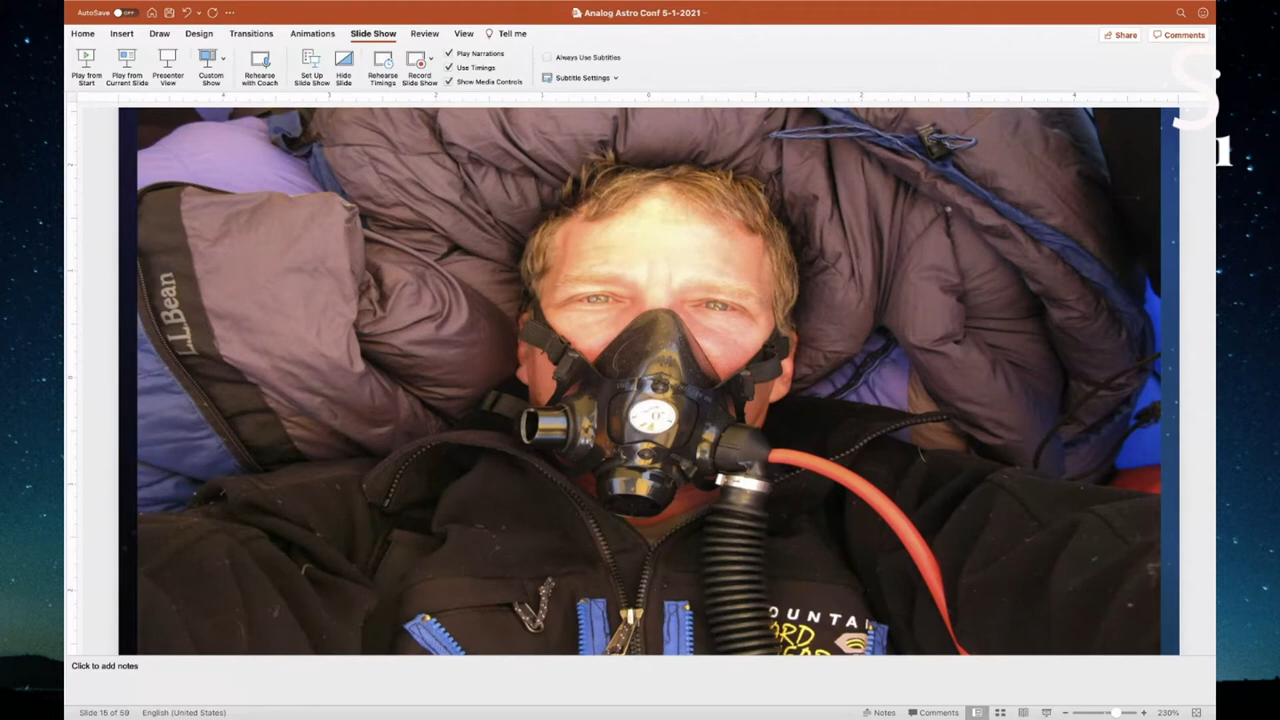 AutoSave OFF
Analog Astro Conf 5-1-2021
Home Insert Draw Design Transitions Animations Slide Show Review View Tell me
Share Comments
Play from Start
Play from Current Slide
Presenter View
Custom Show
Rehearse with Coach
Set Up Slide Show
Hide Slide
Rehearse Timings
Record Slide Show
Play Narrations
Use Timings
Show Media Controls
Always Use Subtitles
Subtitle Settings
L.L.Bean
OUNTAI
ARD
Click to add notes
Slide 15 of 59 English (United States)
Notes Comments 230%